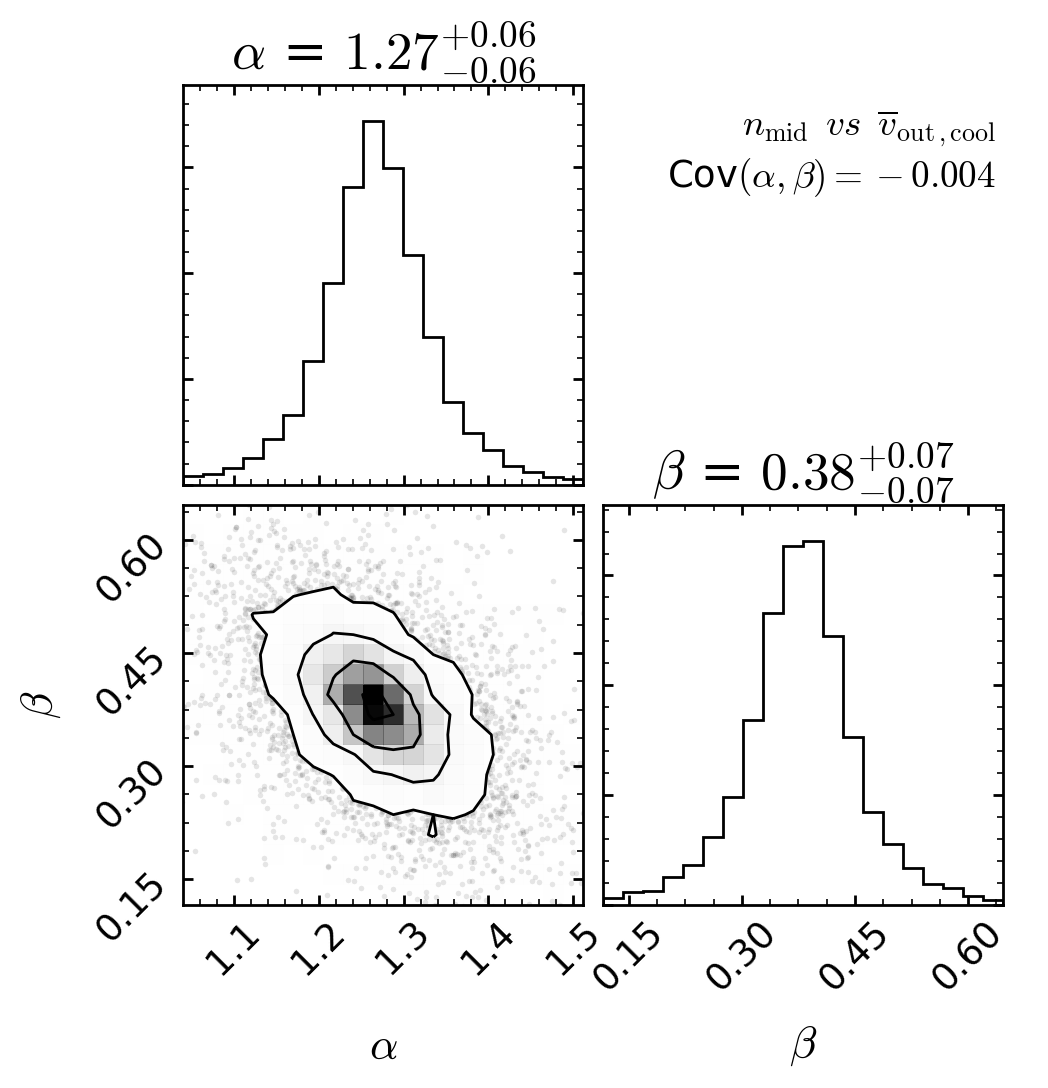 α = 1.27+0.06 −0.06
n_mid vs v̅_out,cool
Cov(α, β) = −0.004
β = 0.38+0.07 −0.07
0.60
0.45
0.30
0.15
β
1.1 1.2 1.3 1.4 1.5
0.15 0.30 0.45 0.60
α
β